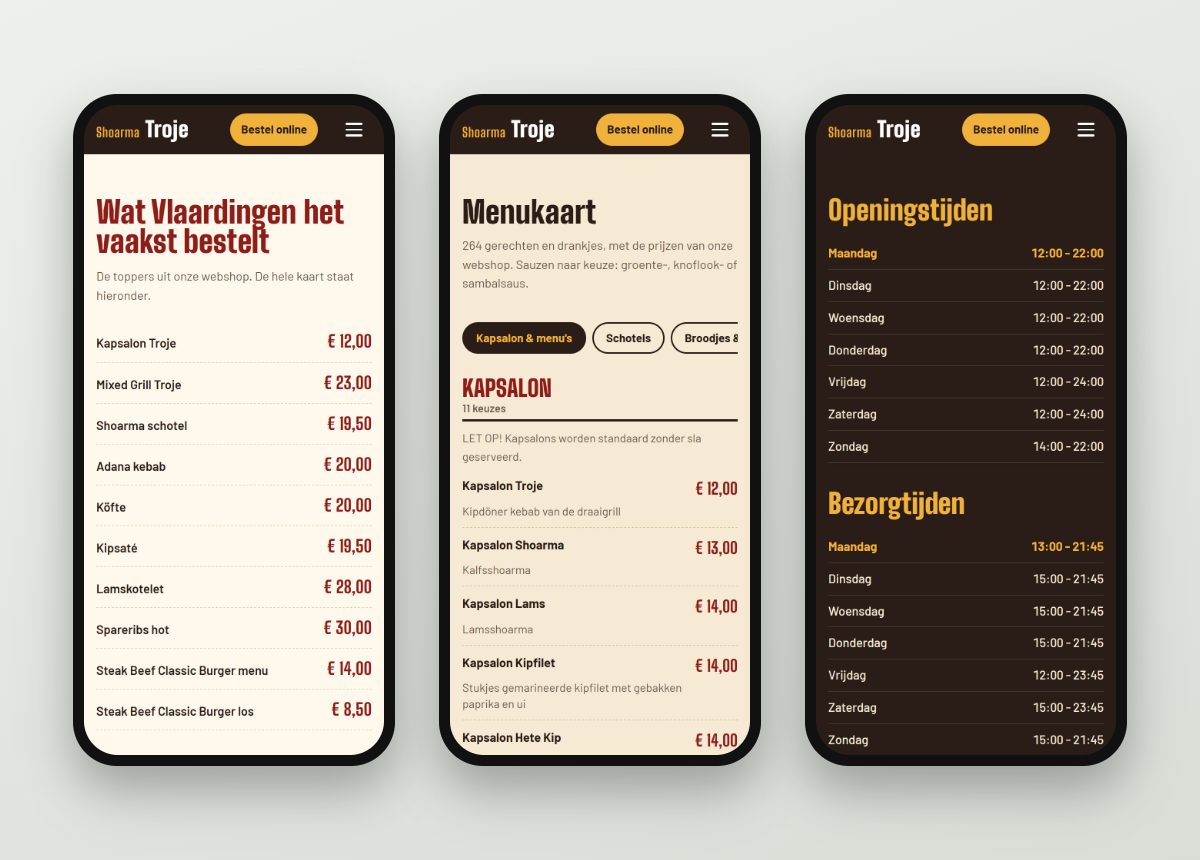 Shoarma Troje
Bestel online
Wat Vlaardingen het
vaakst bestelt
De toppers uit onze webshop. De hele kaart staat
hieronder.
Kapsalon Troje € 12,00
Mixed Grill Troje € 23,00
Shoarma schotel € 19,50
Adana kebab € 20,00
Köfte € 20,00
Kipsaté € 19,50
Lamskotelet € 28,00
Spareribs hot € 30,00
Steak Beef Classic Burger menu € 14,00
Steak Beef Classic Burger los € 8,50
Shoarma Troje
Bestel online
Menukaart
264 gerechten en drankjes, met de prijzen van onze
webshop. Sauzen naar keuze: groente-, knoflook- of
sambalsaus.
Kapsalon & menu's Schotels Broodjes &
KAPSALON
11 keuzes
LET OP! Kapsalons worden standaard zonder sla
geserveerd.
Kapsalon Troje € 12,00
Kipdöner kebab van de draaigrill
Kapsalon Shoarma € 13,00
Kalfsshoarma
Kapsalon Lams € 14,00
Lamsshoarma
Kapsalon Kipfilet € 14,00
Stukjes gemarineerde kipfilet met gebakken
paprika en ui
Kapsalon Hete Kip € 14,00
Shoarma Troje
Bestel online
Openingstijden
Maandag 12:00 - 22:00
Dinsdag 12:00 - 22:00
Woensdag 12:00 - 22:00
Donderdag 12:00 - 22:00
Vrijdag 12:00 - 24:00
Zaterdag 12:00 - 24:00
Zondag 14:00 - 22:00
Bezorgtijden
Maandag 13:00 - 21:45
Dinsdag 15:00 - 21:45
Woensdag 15:00 - 21:45
Donderdag 15:00 - 21:45
Vrijdag 12:00 - 23:45
Zaterdag 15:00 - 23:45
Zondag 15:00 - 21:45